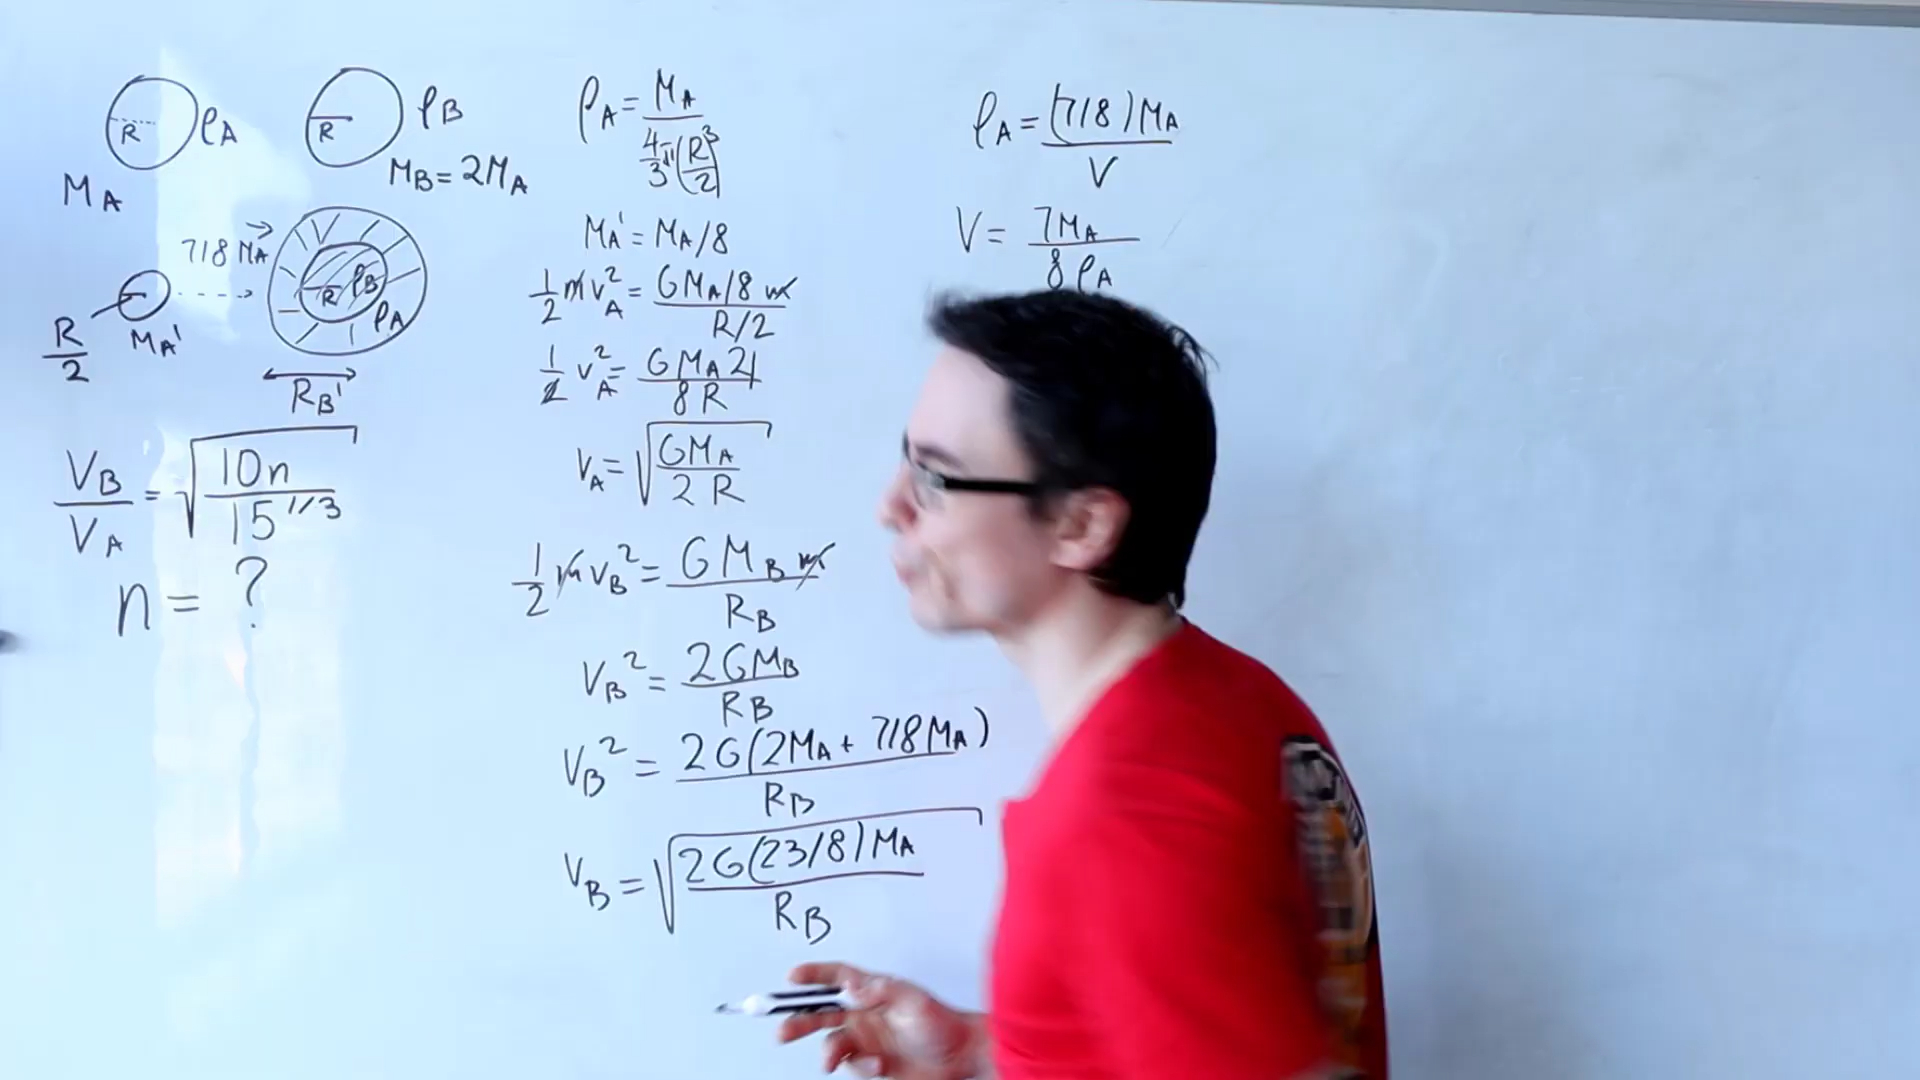 R ρA
MA
R ρB
MB = 2MA
7/8 MA
R/2 MA'
R ρB ρA
RB'
VB/VA = √(10n/15^1/3)
n = ?
ρA = MA / (4/3 π (R/2)³)
MA' = MA/8
1/2 m vA² = G MA/8 m / (R/2)
1/2 vA² = G MA 2 / 8 R
vA = √(GMA / 2 R)
1/2 m vB² = G MB m / RB
vB² = 2GMB / RB
vB² = 2G(2MA + 7/8 MA) / RB
vB = √(2G(23/8)MA / RB)
ρA = (7/8)MA / V
V = 7MA / 8 ρA